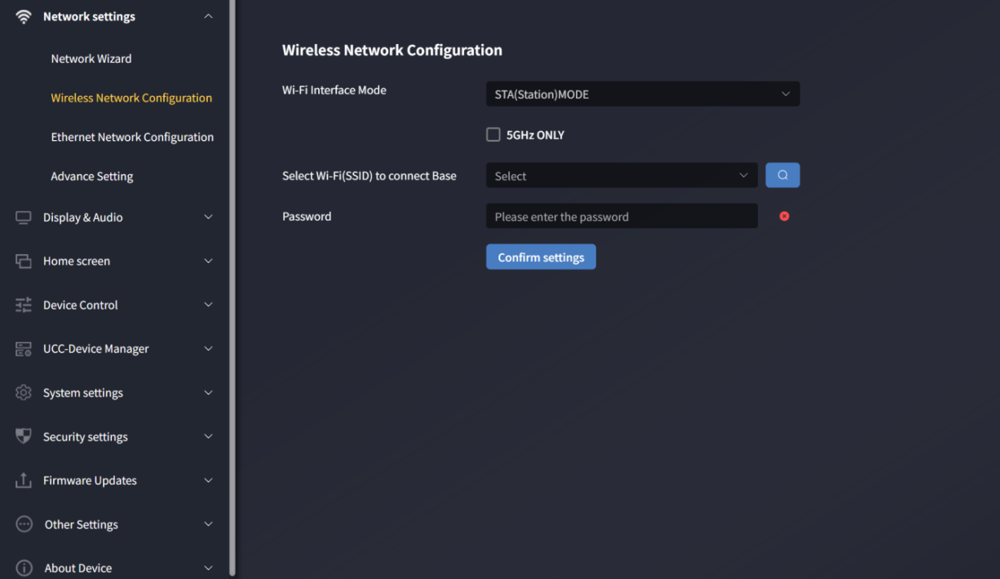 Network settings
Network Wizard
Wireless Network Configuration
Ethernet Network Configuration
Advance Setting
Display & Audio
Home screen
Device Control
UCC-Device Manager
System settings
Security settings
Firmware Updates
Other Settings
About Device
Wireless Network Configuration
Wi-Fi Interface Mode
STA(Station)MODE
5GHz ONLY
Select Wi-Fi(SSID) to connect Base
Select
Password
Please enter the password
Confirm settings